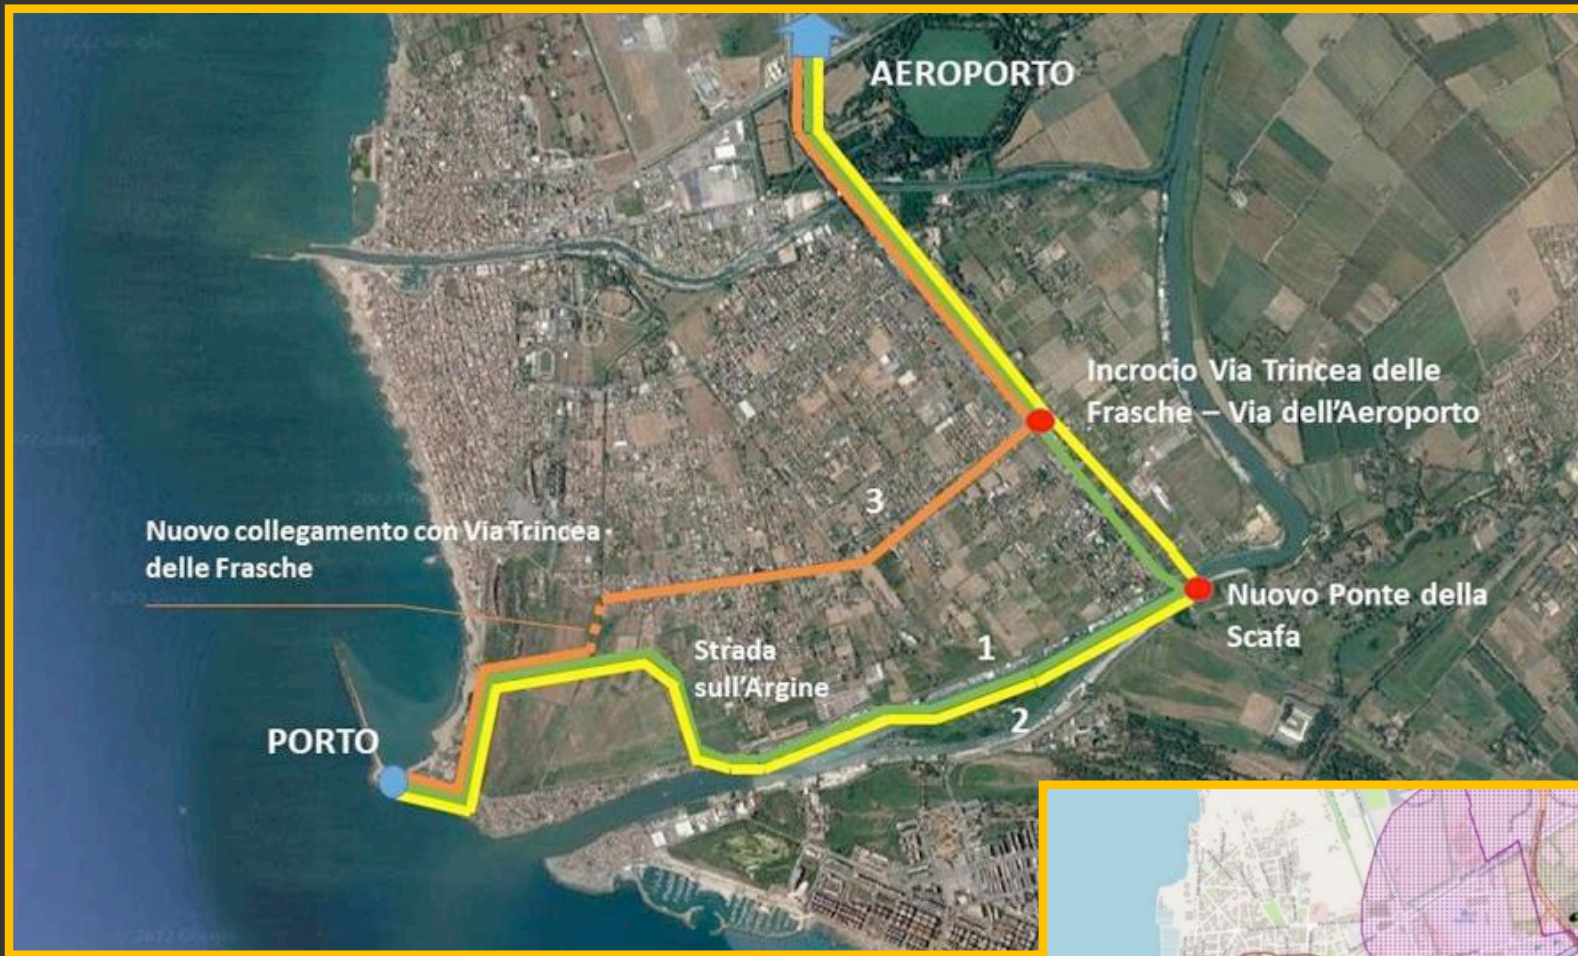 AEROPORTO
Incrocio Via Trincea delle
Frasche – Via dell'Aeroporto
3
Nuovo collegamento con Via Trincea
delle Frasche
Nuovo Ponte della
Scafa
1
Strada
sull'Argine
2
PORTO